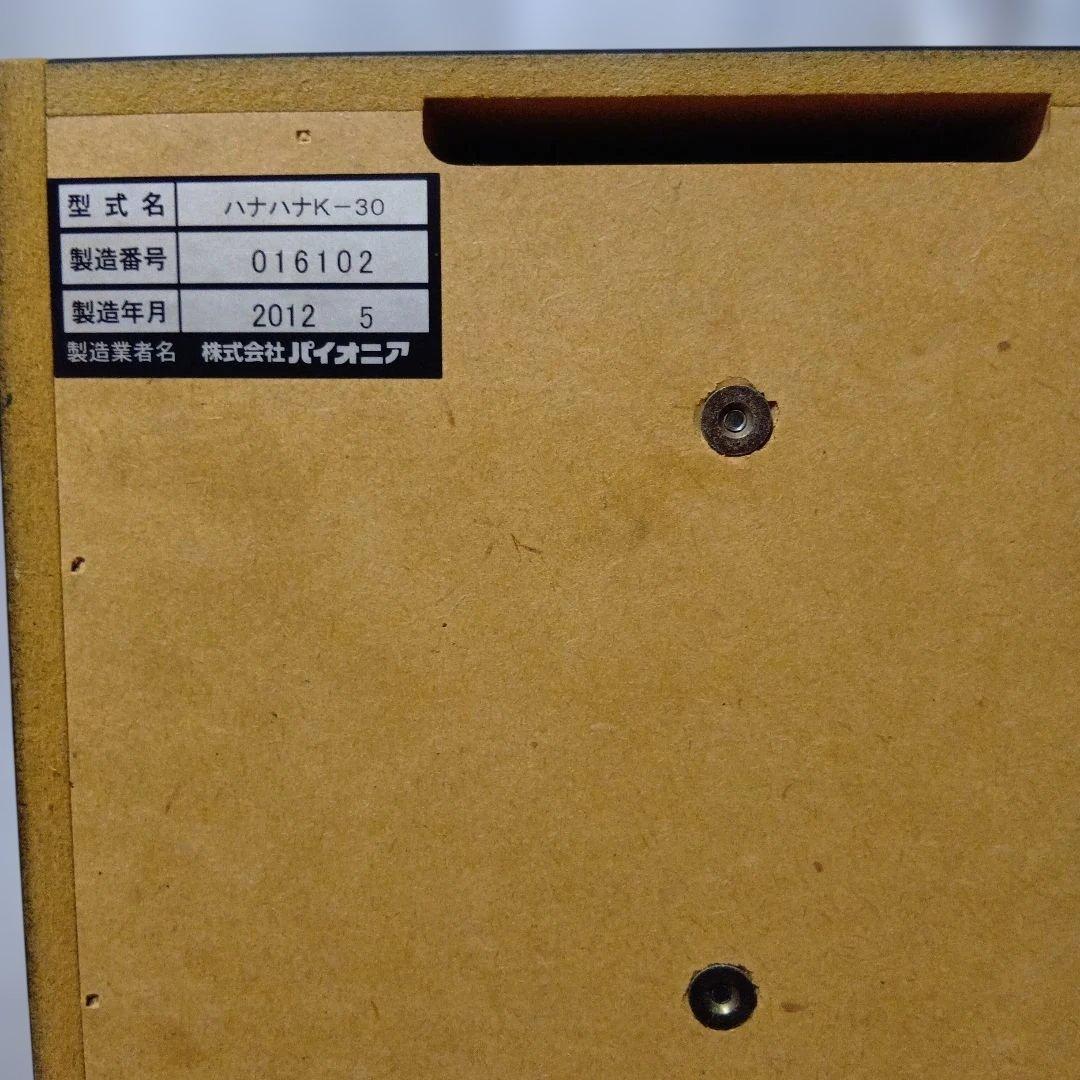 型式名 ハナハナK-30
製造番号 016102
製造年月 2012 5
製造業者名 株式会社パイオニア